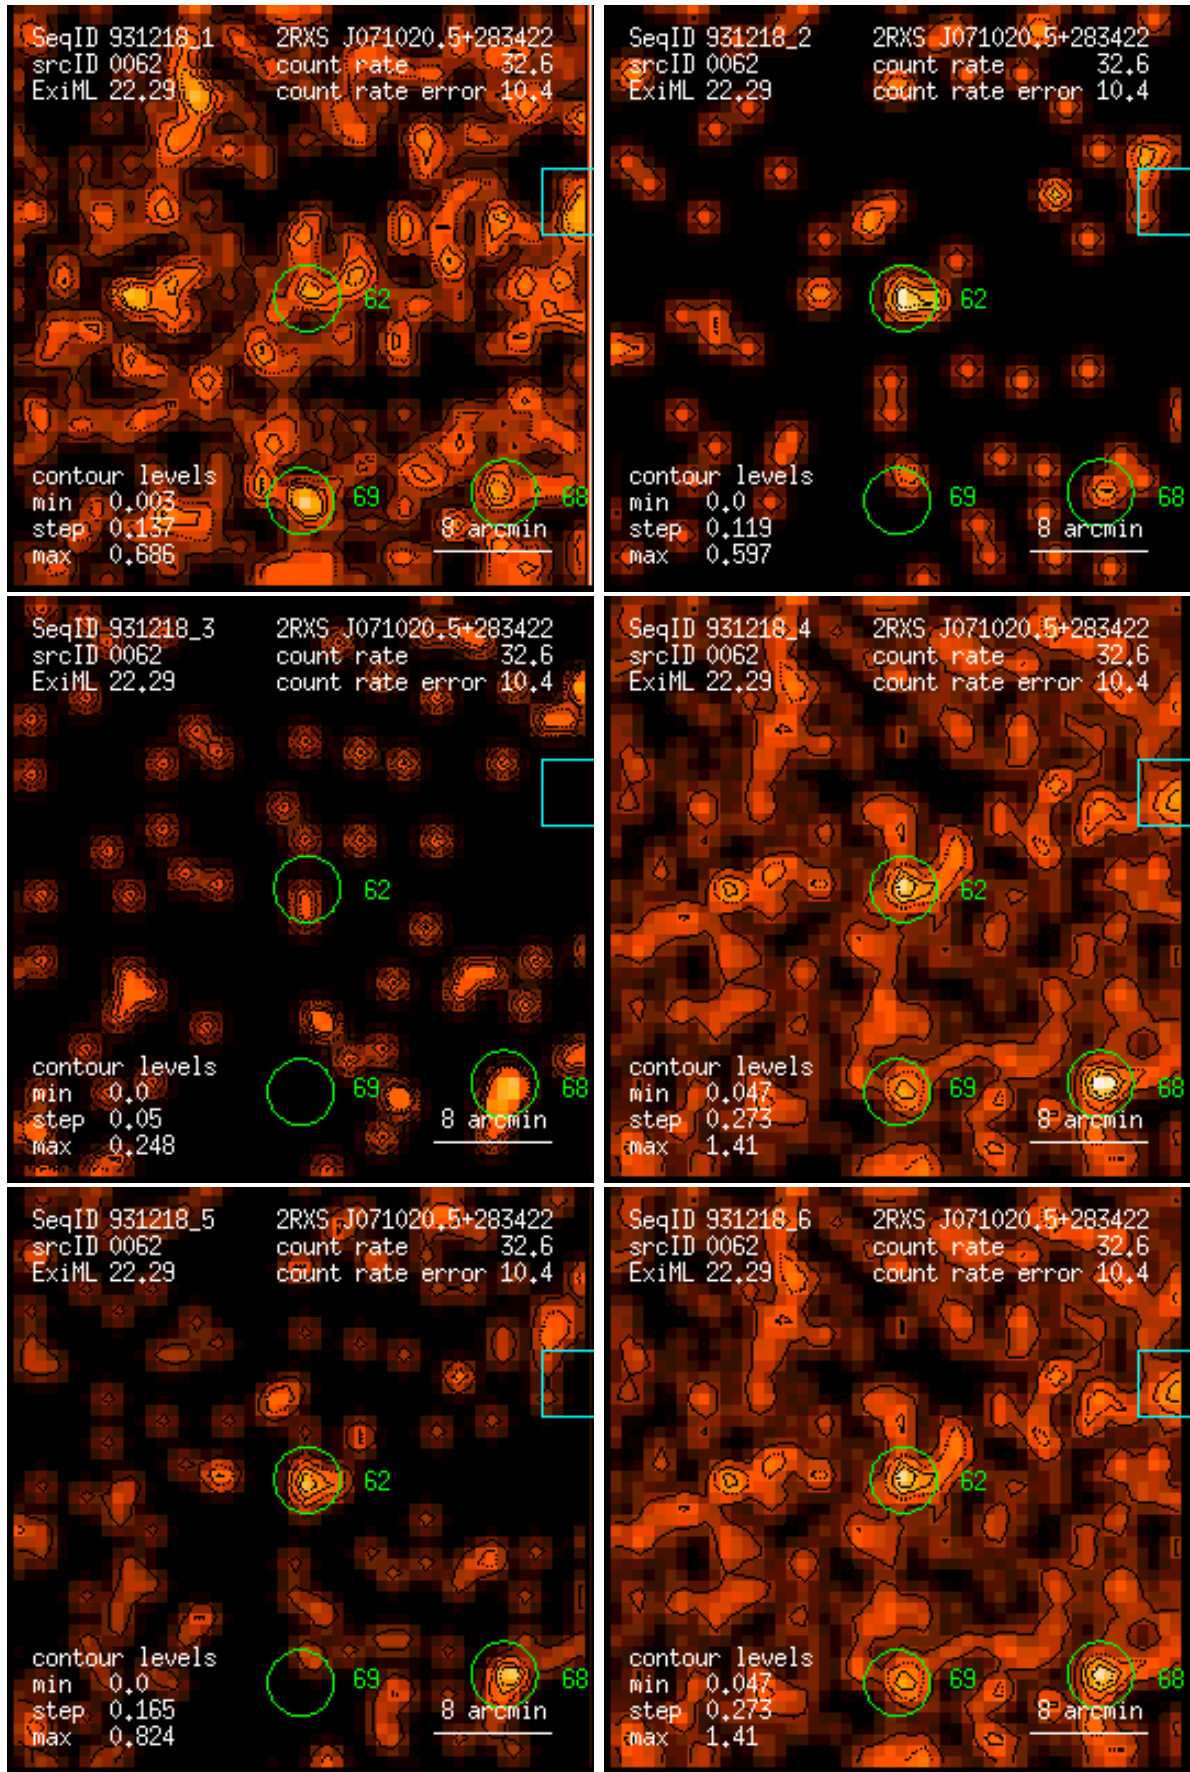 SeqID 931218_1 2RXS J071020.5+283422
srcID 0062 count rate 32.6
ExiML 22.29 count rate error 10.4
62
contour levels
min 0.003
69
68
step 0.137
8 arcmin
max 0.686
SeqID 931218_2 2RXS J071020.5+283422
srcID 0062 count rate 32.6
ExiML 22.29 count rate error 10.4
62
contour levels
min 0.0
69
68
step 0.119
8 arcmin
max 0.597
SeqID 931218_3 2RXS J071020.5+283422
srcID 0062 count rate 32.6
ExiML 22.29 count rate error 10.4
62
contour levels
min 0.0
69
68
step 0.05
8 arcmin
max 0.248
SeqID 931218_4 2RXS J071020.5+283422
srcID 0062 count rate 32.6
ExiML 22.29 count rate error 10.4
62
contour levels
min 0.047
69
68
step 0.273
8 arcmin
max 1.41
SeqID 931218_5 2RXS J071020.5+283422
srcID 0062 count rate 32.6
ExiML 22.29 count rate error 10.4
62
contour levels
min 0.0
69
68
step 0.165
8 arcmin
max 0.824
SeqID 931218_6 2RXS J071020.5+283422
srcID 0062 count rate 32.6
ExiML 22.29 count rate error 10.4
62
contour levels
min 0.047
69
68
step 0.273
8 arcmin
max 1.41